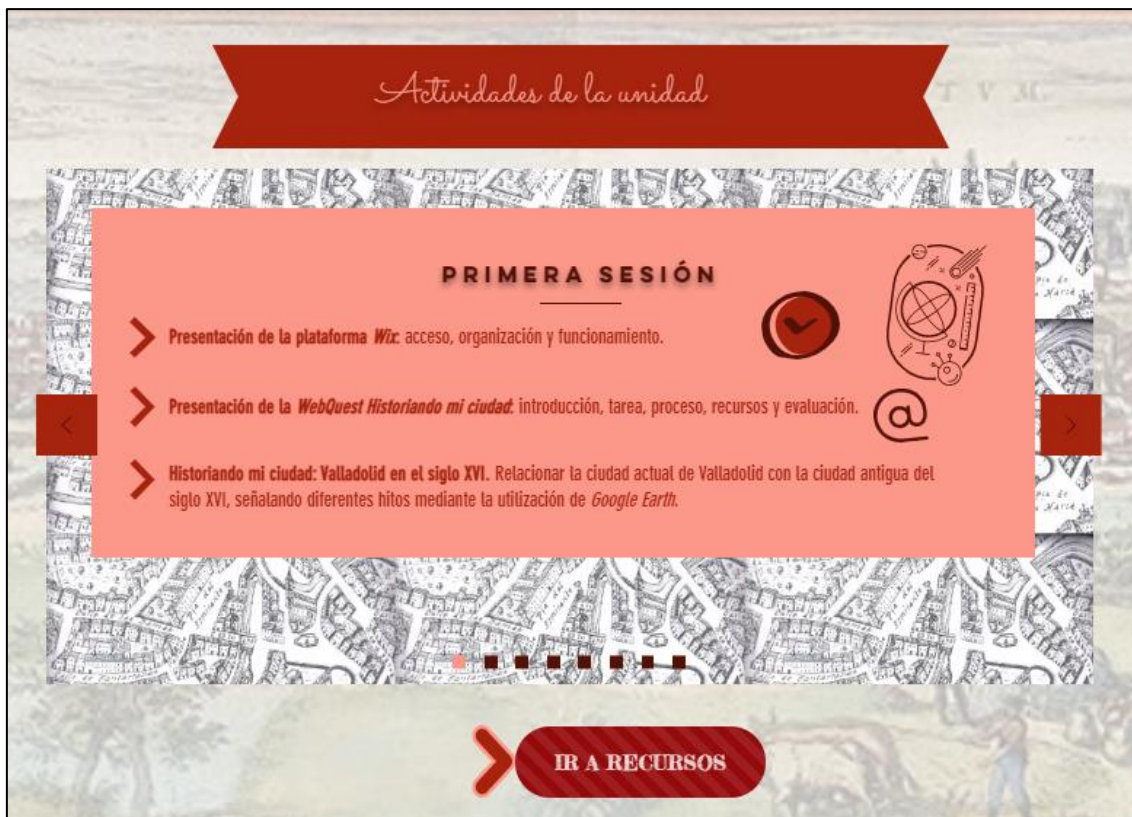 Actividades de la unidad
T V M.
PRIMERA SESIÓN
Presentación de la plataforma Wix: acceso, organización y funcionamiento.
Presentación de la WebQuest Historiando mi ciudad: introducción, tarea, proceso, recursos y evaluación.
@
Historiando mi ciudad: Valladolid en el siglo XVI. Relacionar la ciudad actual de Valladolid con la ciudad antigua del
siglo XVI, señalando diferentes hitos mediante la utilización de Google Earth.
IR A RECURSOS